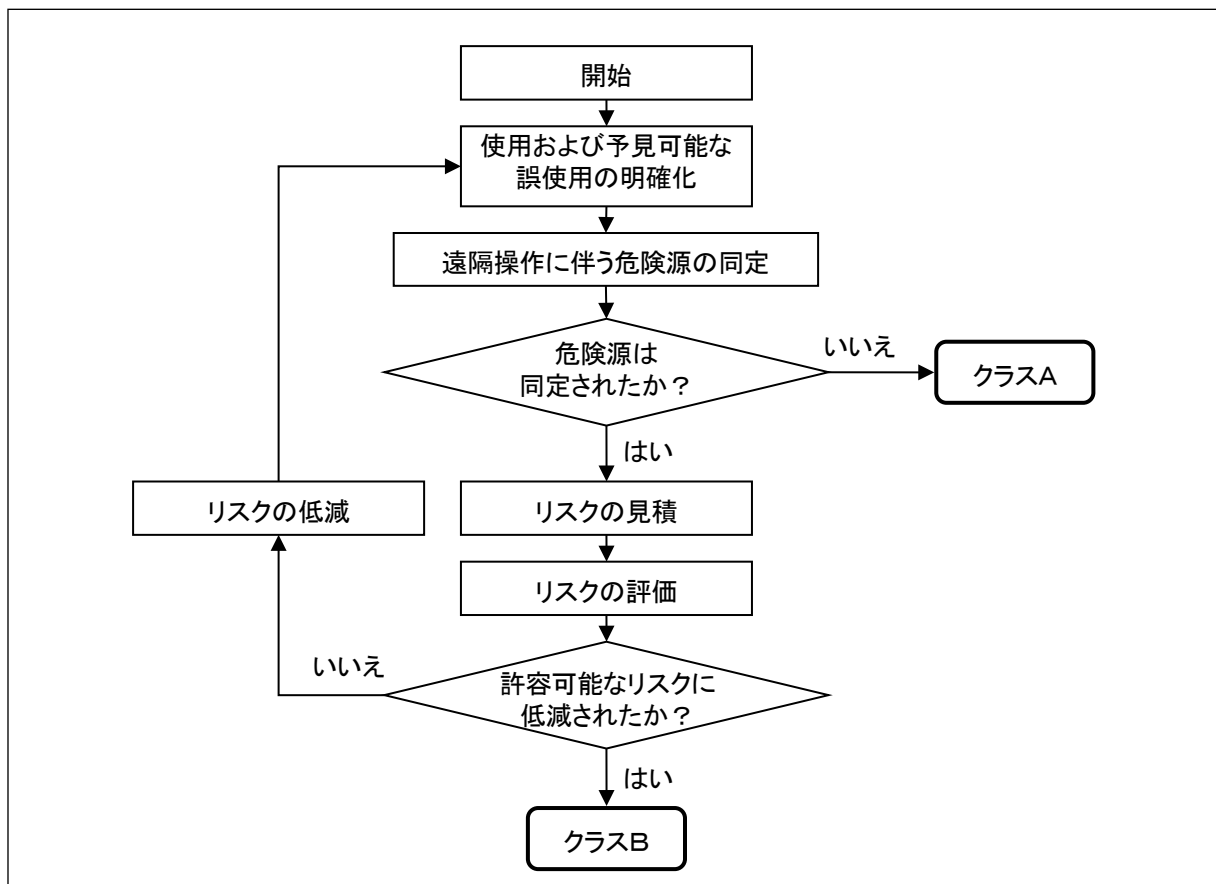 開始
使用および予見可能な
誤使用の明確化
遠隔操作に伴う危険源の同定
危険源は
同定されたか？
いいえ
クラスA
はい
リスクの低減
リスクの見積
リスクの評価
いいえ
許容可能なリスクに
低減されたか？
はい
クラスB